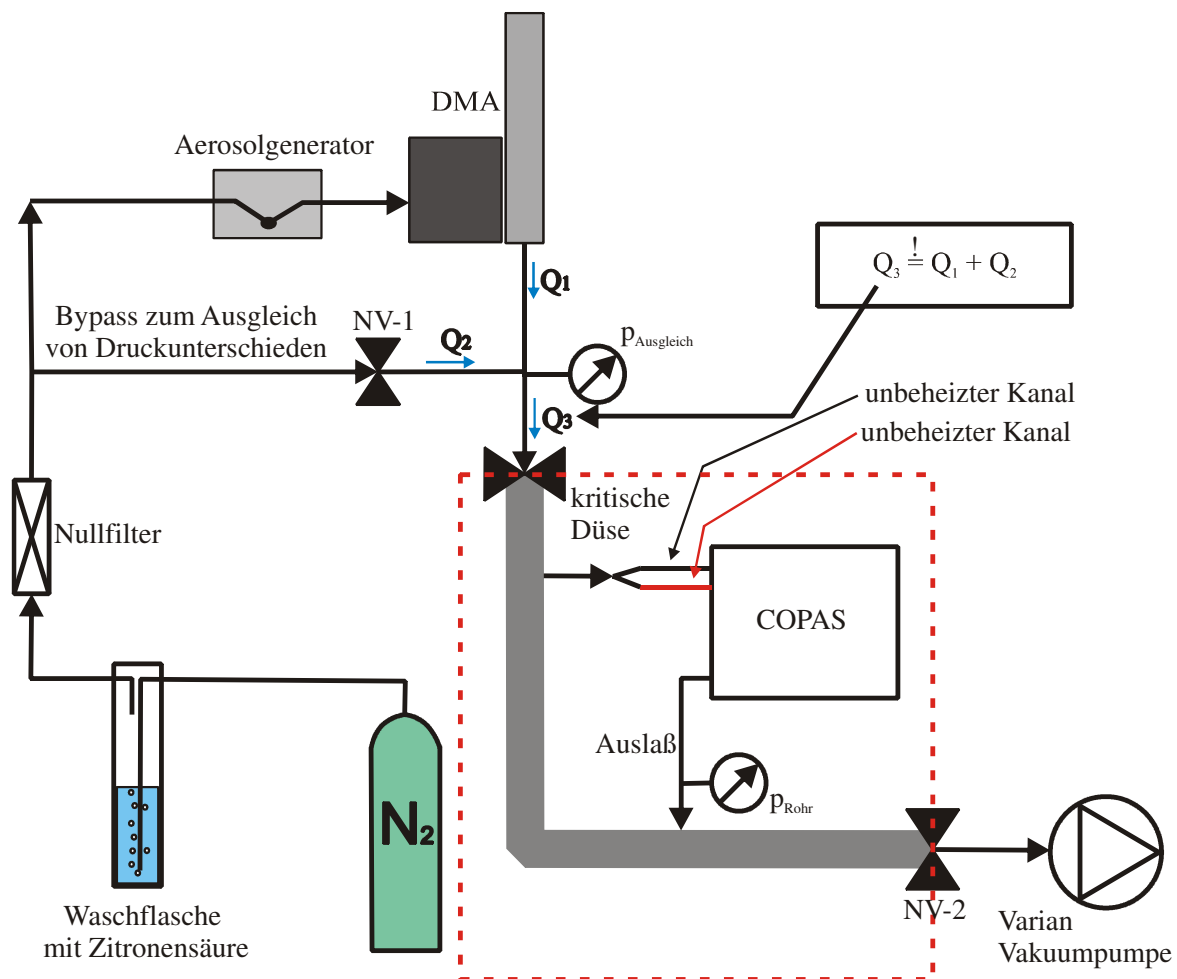 DMA
Aerosolgenerator
Q₃ ≝ Q₁ + Q₂
Q1
Bypass zum Ausgleich
von Druckunterschieden
NV-1
Q2
pAusgleich
Q3
unbeheizter Kanal
unbeheizter Kanal
kritische
Düse
Nullfilter
COPAS
Auslaß
pRohr
N2
NV-2
Waschflasche
mit Zitronensäure
Varian
Vakuumpumpe